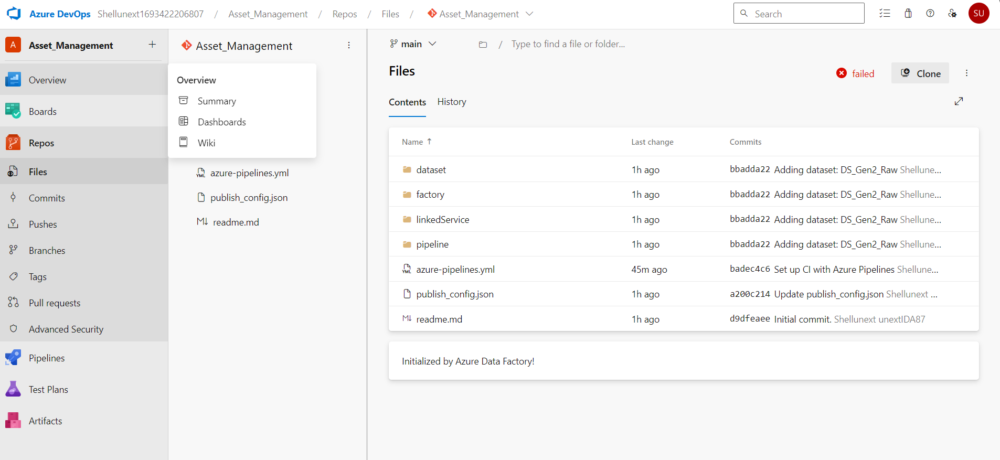 Azure DevOps Shellunext1693422206807 / Asset_Management / Repos / Files / Asset_Management
Search
SU
A Asset_Management +
Overview
Boards
Repos
Files
Commits
Pushes
Branches
Tags
Pull requests
Advanced Security
Pipelines
Test Plans
Artifacts
Asset_Management
Overview
Summary
Dashboards
Wiki
YML azure-pipelines.yml
publish_config.json
M↓ readme.md
main / Type to find a file or folder...
Files
failed
Clone
Contents History
Name ↑ Last change Commits
dataset 1h ago bbadda22 Adding dataset: DS_Gen2_Raw Shellune...
factory 1h ago bbadda22 Adding dataset: DS_Gen2_Raw Shellune...
linkedService 1h ago bbadda22 Adding dataset: DS_Gen2_Raw Shellune...
pipeline 1h ago bbadda22 Adding dataset: DS_Gen2_Raw Shellune...
YML azure-pipelines.yml 45m ago badec4c6 Set up CI with Azure Pipelines Shellune...
publish_config.json 1h ago a200c214 Update publish_config.json Shellunext ...
M↓ readme.md 1h ago d9dfeaee Initial commit. Shellunext unextIDA87
Initialized by Azure Data Factory!